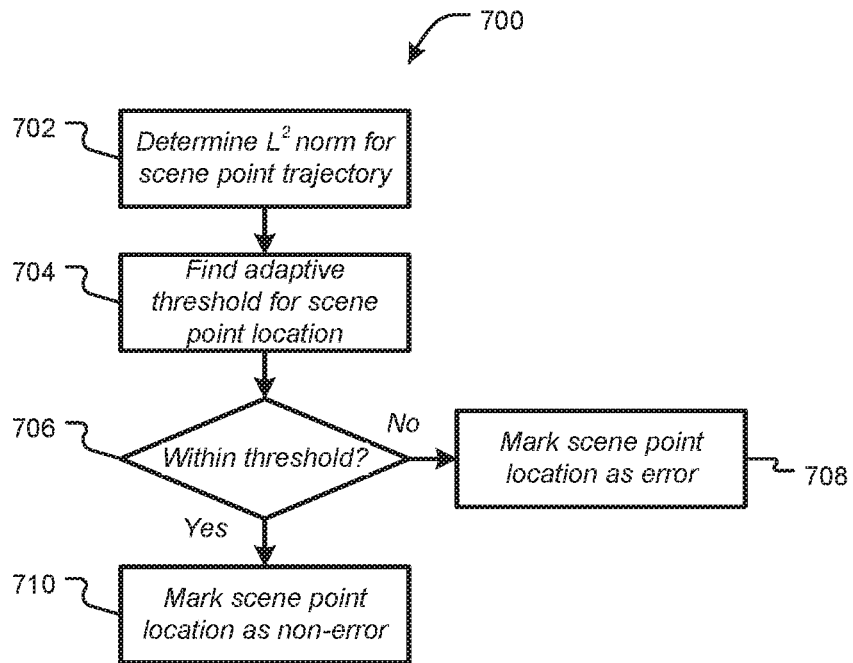 700
702
Determine L² norm for
scene point trajectory
704
Find adaptive
threshold for scene
point location
706
Within threshold?
No
Mark scene point
location as error
708
Yes
710
Mark scene point
location as non-error